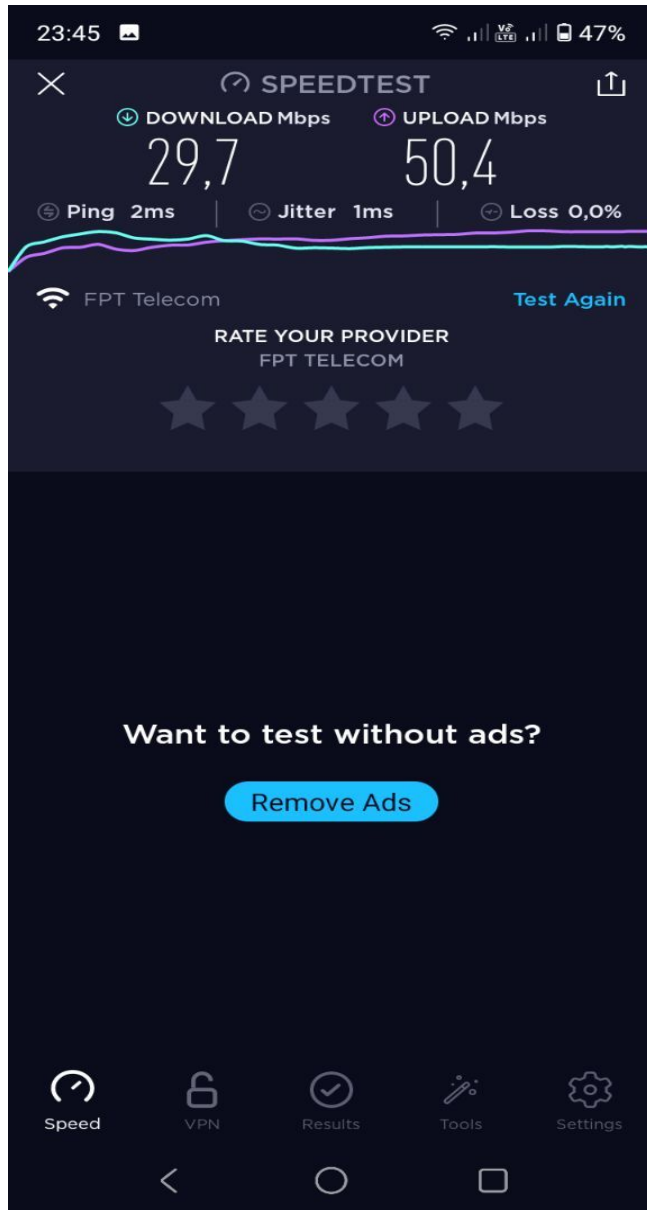 23:45 Vo LTE 47%
SPEEDTEST
DOWNLOAD Mbps UPLOAD Mbps
29,7 50,4
Ping 2ms Jitter 1ms Loss 0,0%
FPT Telecom Test Again
RATE YOUR PROVIDER
FPT TELECOM
Want to test without ads?
Remove Ads
Speed VPN Results Tools Settings